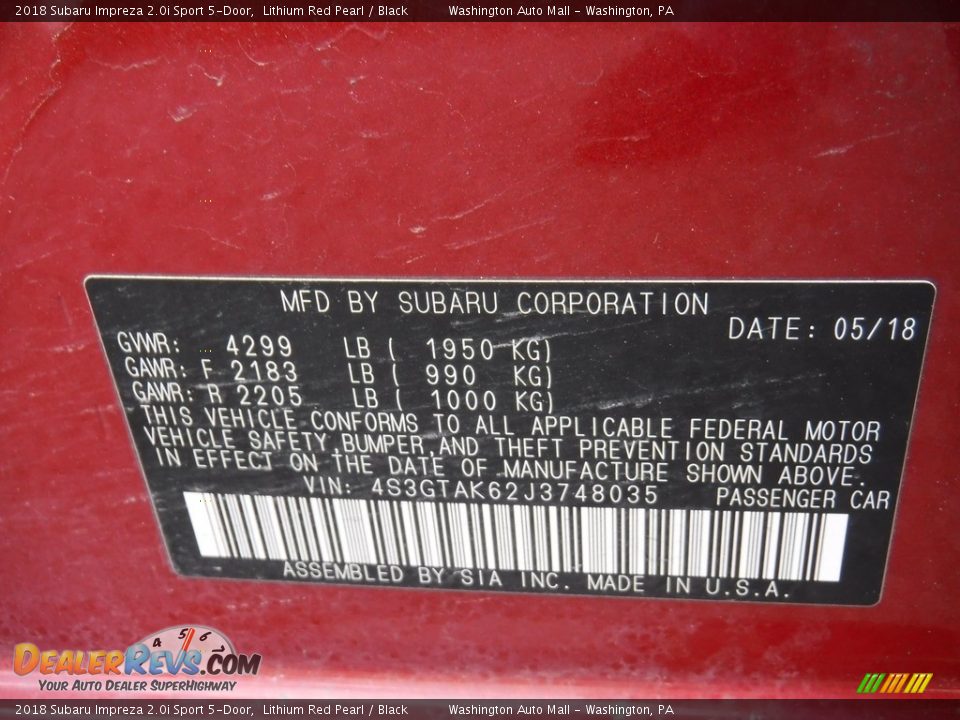 2018 Subaru Impreza 2.0i Sport 5-Door, Lithium Red Pearl / Black Washington Auto Mall - Washington, PA
MFD BY SUBARU CORPORATION
DATE: 05/18
GVWR: 4299 LB ( 1950 KG)
GAWR: F 2183 LB ( 990 KG)
GAWR: R 2205 LB ( 1000 KG)
THIS VEHICLE CONFORMS TO ALL APPLICABLE FEDERAL MOTOR
VEHICLE SAFETY,BUMPER,AND THEFT PREVENTION STANDARDS
IN EFFECT ON THE DATE OF MANUFACTURE SHOWN ABOVE.
VIN: 4S3GTAK62J3748035 PASSENGER CAR
ASSEMBLED BY SIA INC. MADE IN U.S.A.
4 5 6
DEALERREVS.COM
YOUR AUTO DEALER SUPERHIGHWAY
2018 Subaru Impreza 2.0i Sport 5-Door, Lithium Red Pearl / Black Washington Auto Mall - Washington, PA